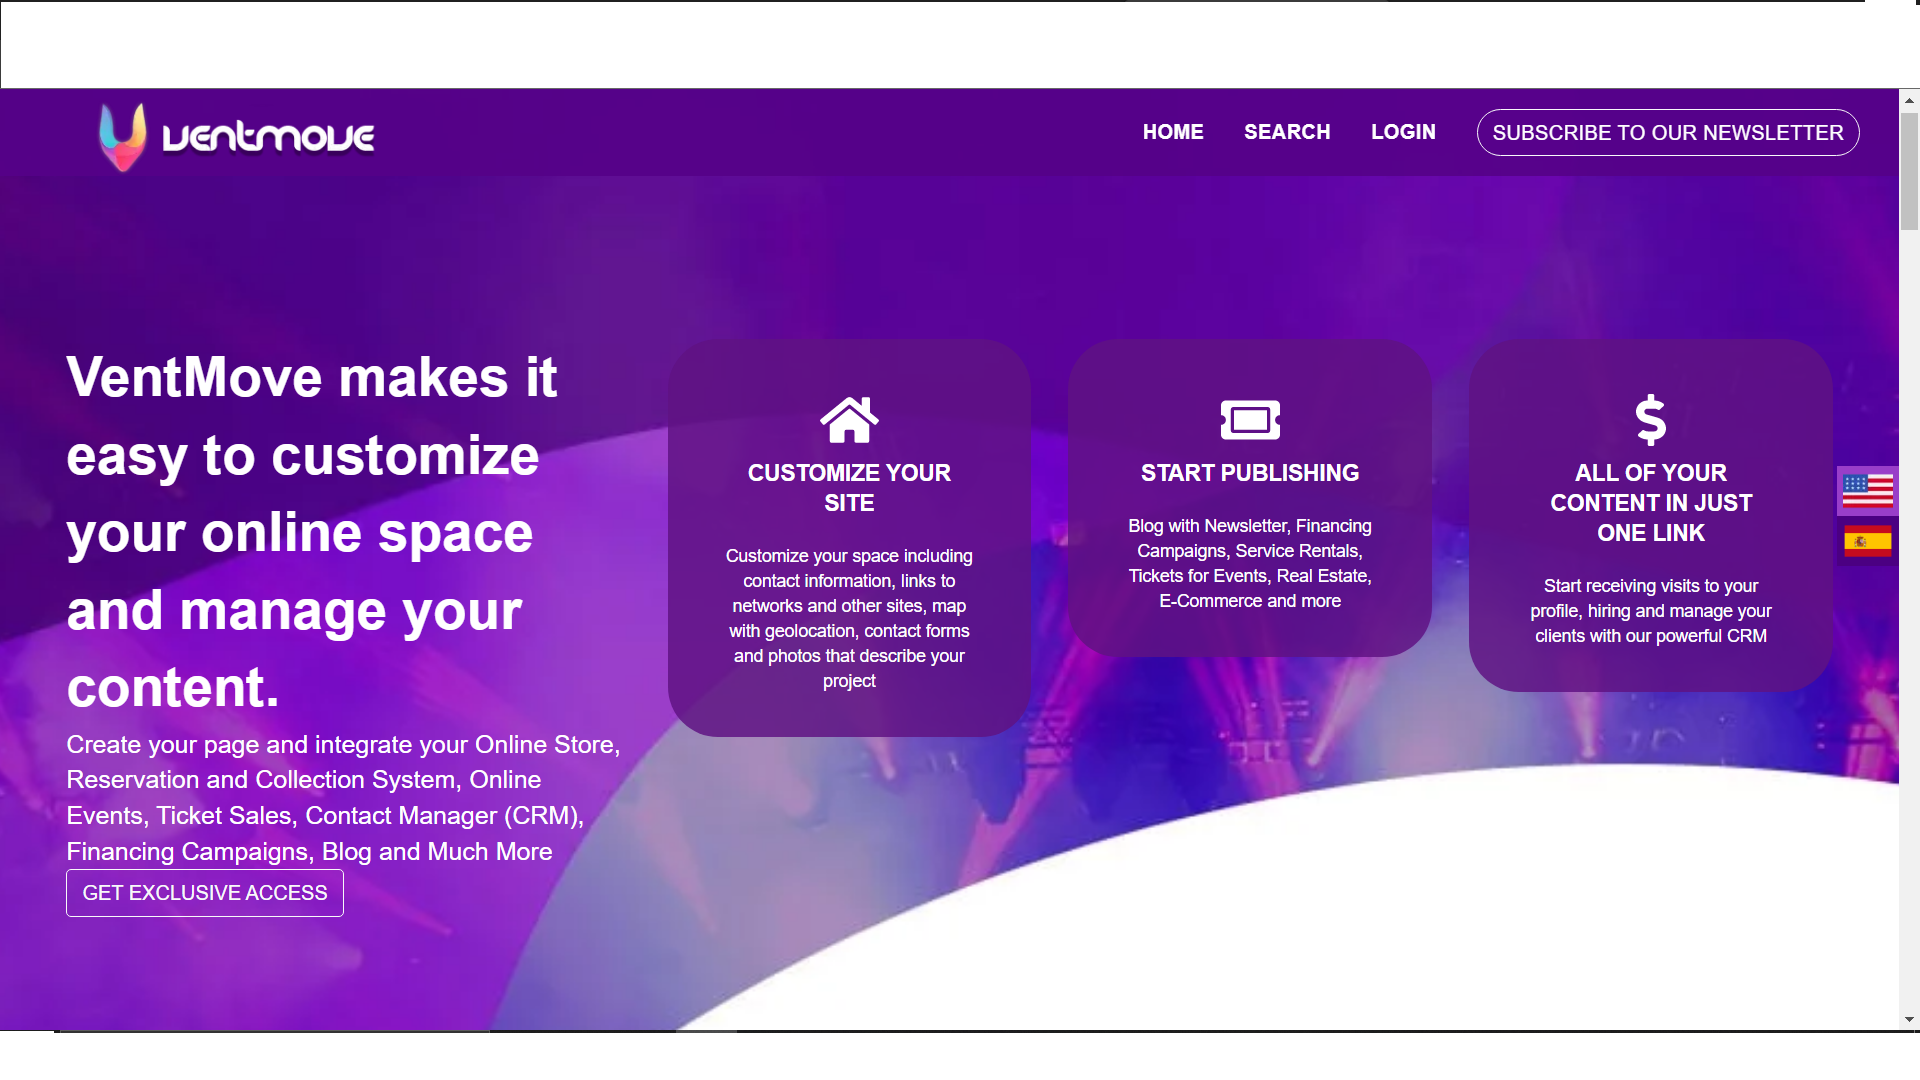 ventmove
HOME
SEARCH
LOGIN
SUBSCRIBE TO OUR NEWSLETTER
VentMove makes it
easy to customize
your online space
and manage your
content.
Create your page and integrate your Online Store,
Reservation and Collection System, Online
Events, Ticket Sales, Contact Manager (CRM),
Financing Campaigns, Blog and Much More
GET EXCLUSIVE ACCESS
CUSTOMIZE YOUR
SITE
Customize your space including
contact information, links to
networks and other sites, map
with geolocation, contact forms
and photos that describe your
project
START PUBLISHING
Blog with Newsletter, Financing
Campaigns, Service Rentals,
Tickets for Events, Real Estate,
E-Commerce and more
ALL OF YOUR
CONTENT IN JUST
ONE LINK
Start receiving visits to your
profile, hiring and manage your
clients with our powerful CRM